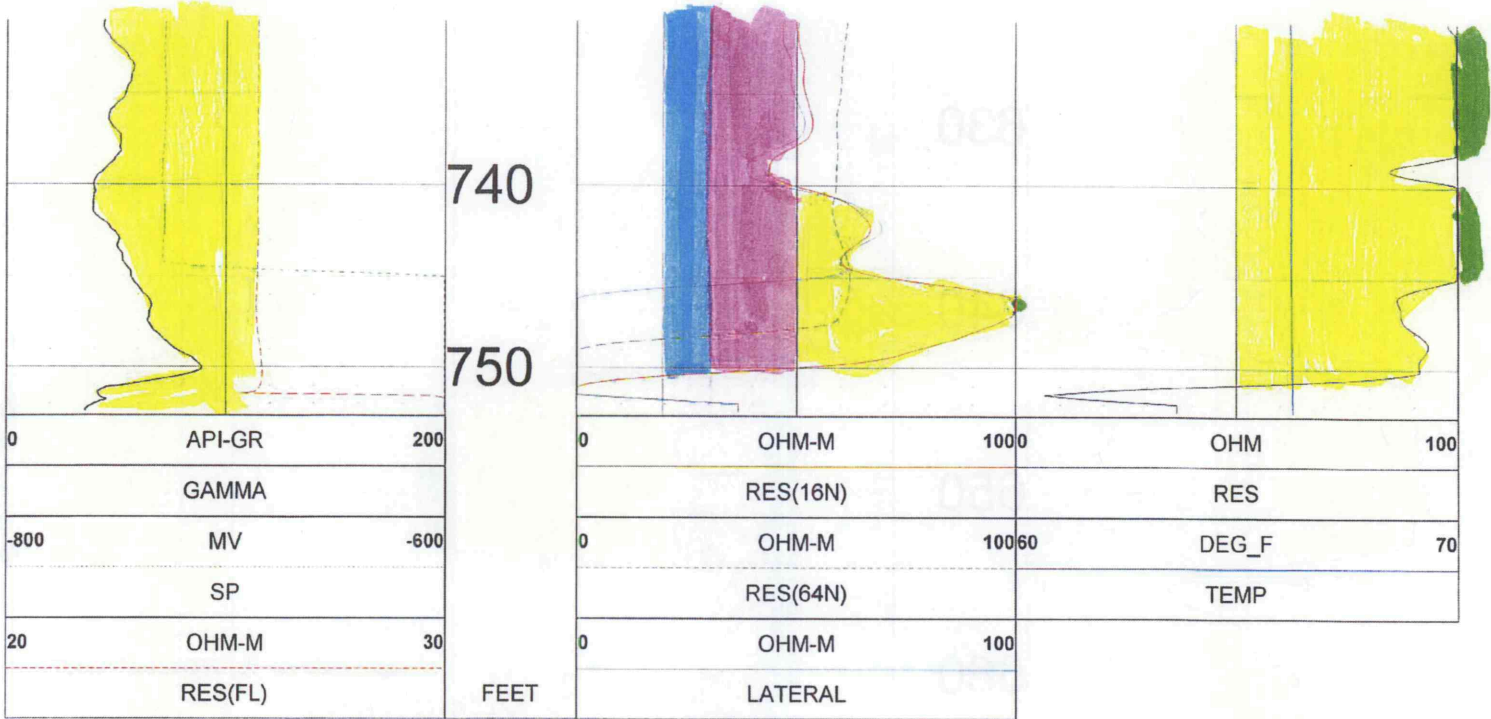 740
750
0 API-GR 200 0 OHM-M 100 0 OHM 100
GAMMA RES(16N) RES
-800 MV -600 0 OHM-M 100 60 DEG_F 70
SP RES(64N) TEMP
20 OHM-M 30 0 OHM-M 100
RES(FL) FEET LATERAL